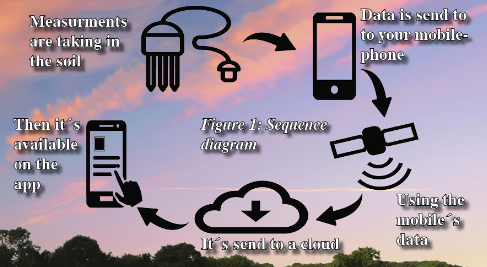 Measurments
are taking in
the soil
Data is send to
to your mobile-
phone
Figure 1: Sequence
diagram
Using the
mobile´s
data
It´s send to a cloud
Then it´s
available
on the
app